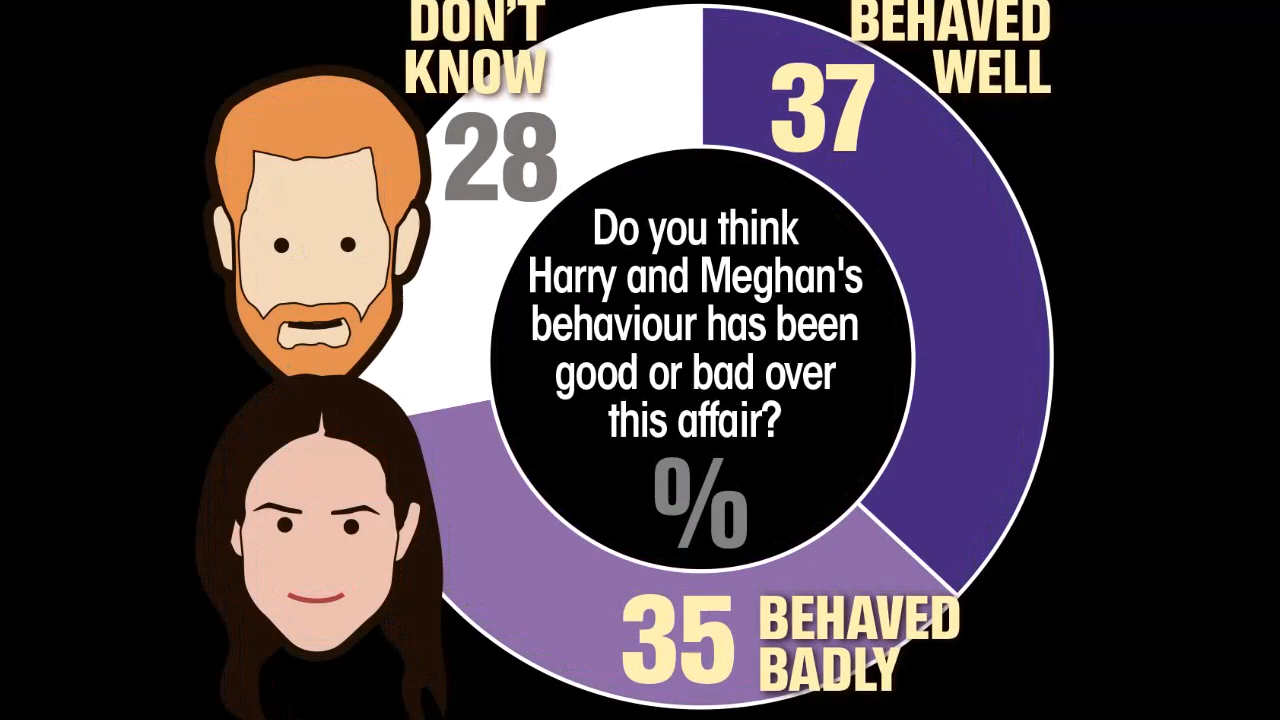 DON'T
KNOW
28
BEHAVED
WELL
37
Do you think
Harry and Meghan's
behaviour has been
good or bad over
this affair?
%
35
BEHAVED
BADLY